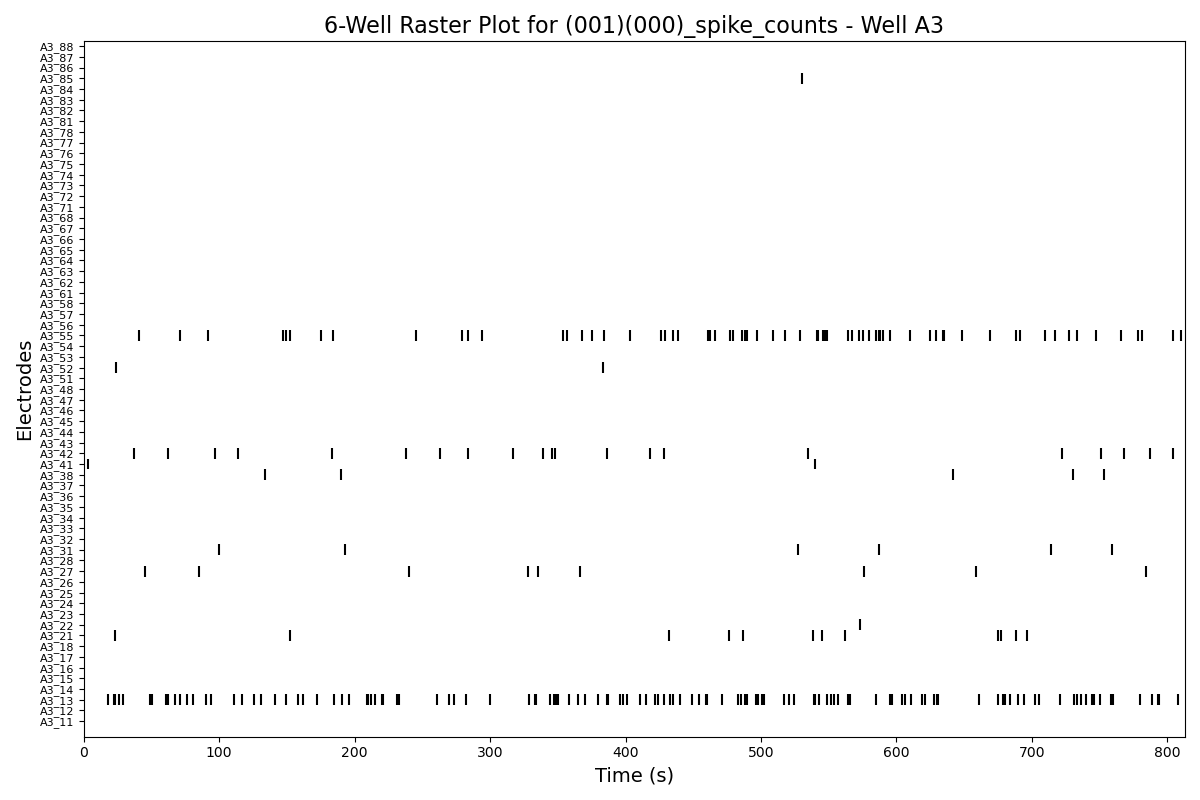 6-Well Raster Plot for (001)(000)_spike_counts - Well A3
A3_88
A3_87
A3_86
A3_85
A3_84
A3_83
A3_82
A3_81
A3_78
A3_77
A3_76
A3_75
A3_74
A3_73
A3_72
A3_71
A3_68
A3_67
A3_66
A3_65
A3_64
A3_63
A3_62
A3_61
A3_58
A3_57
A3_56
A3_55
A3_54
A3_53
A3_52
A3_51
A3_48
A3_47
A3_46
A3_45
A3_44
A3_43
A3_42
A3_41
A3_38
A3_37
A3_36
A3_35
A3_34
A3_33
A3_32
A3_31
A3_28
A3_27
A3_26
A3_25
A3_24
A3_23
A3_22
A3_21
A3_18
A3_17
A3_16
A3_15
A3_14
A3_13
A3_12
A3_11
Electrodes
0 100 200 300 400 500 600 700 800
Time (s)